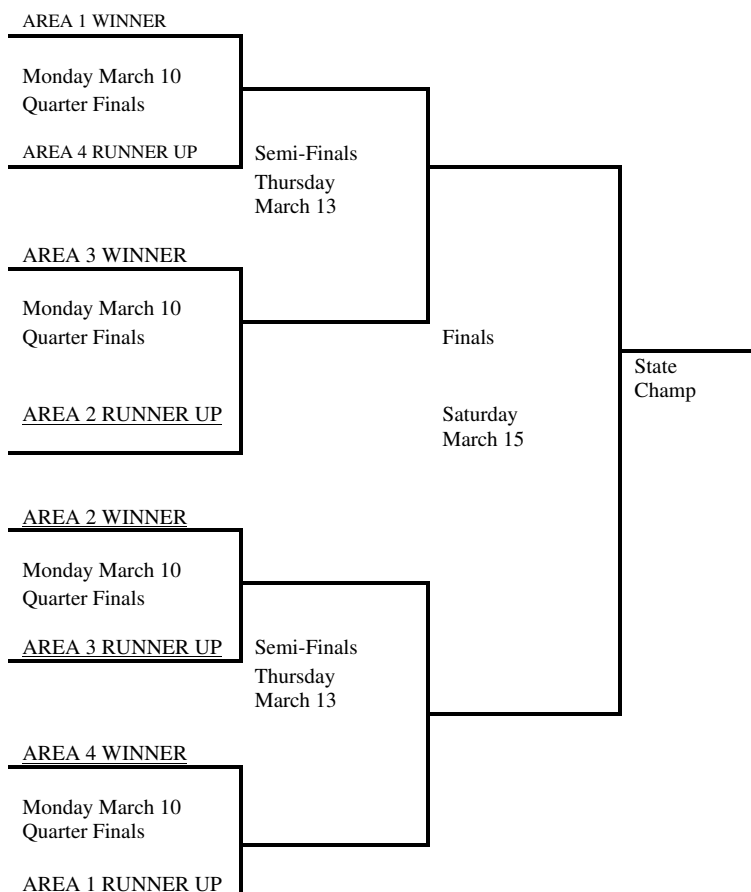 AREA 1 WINNER
Monday March 10
Quarter Finals
AREA 4 RUNNER UP
Semi-Finals
Thursday
March 13
AREA 3 WINNER
Monday March 10
Quarter Finals
Finals
State
Champ
AREA 2 RUNNER UP
Saturday
March 15
AREA 2 WINNER
Monday March 10
Quarter Finals
AREA 3 RUNNER UP
Semi-Finals
Thursday
March 13
AREA 4 WINNER
Monday March 10
Quarter Finals
AREA 1 RUNNER UP